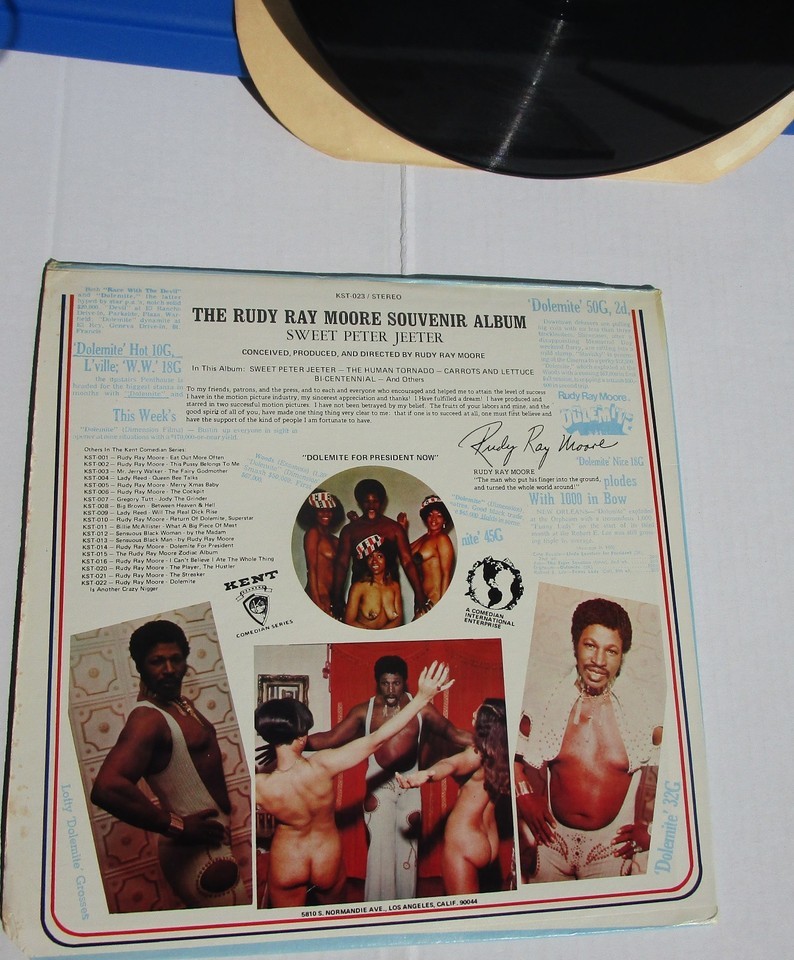 KST-023 / STEREO
THE RUDY RAY MOORE SOUVENIR ALBUM
SWEET PETER JEETER
CONCEIVED, PRODUCED, AND DIRECTED BY RUDY RAY MOORE
In This Album: SWEET PETER JEETER – THE HUMAN TORNADO – CARROTS AND LETTUCE
BI-CENTENNIAL – And Others
To my friends, patrons, and the press, and to each and everyone who encouraged and helped me to attain the level of success
I have in the motion picture industry, my sincerest appreciation and thanks! I Have fulfilled a dream! I have produced and
starred in two successful motion pictures. I have not been betrayed by my belief. The fruits of your labors and mine, and the
good spirit of all of you, have made one thing very clear to me: that if one is to succeed at all, one must first believe and
have the support of the kind of people I am fortunate to have.
Both "Race With The Devil"
and "Dolemite,"
'Dolemite' Hot 10G,
L'ville; 'W.W.' 18G
This Week's
'Dolemite' 50G, 2d,
Rudy Ray Moore..
DOLEMITE
'Dolemite' Nice 18G
plodes
With 1000 in Bow
nite' 45G
Rudy Ray Moore
RUDY RAY MOORE
"The man who put his finger into the ground,
and turned the whole world around!"
"DOLEMITE FOR PRESIDENT NOW"
Others In The Kent Comedian Series
KST-001 – Rudy Ray Moore - Eat Out More Often
KST-002 – Rudy Ray Moore - This Pussy Belongs To Me
KST-003 – Mr. Jerry Walker - The Fairy Godmother
KST-004 – Lady Reed - Queen Bee Talks
KST-005 – Rudy Ray Moore - Merry Xmas Baby
KST-006 – Rudy Ray Moore - The Cockpit
KST-007 – Gregory Tutt - Jody The Grinder
KST-008 – Big Brown - Between Heaven & Hell
KST-009 – Lady Reed - Will The Real Dick Rise
KST-010 – Rudy Ray Moore - Return Of Dolemite, Superstar
KST-011 – Billie McAllister - What A Big Piece Of Meat
KST-012 – Sensuous Woman - by the Madam
KST-013 – Sensuous Black Man - by Rudy Ray Moore
KST-014 – Rudy Ray Moore - Dolemite For President
KST-015 – The Rudy Ray Moore Zodiac Album
KST-016 – Rudy Ray Moore - I Can't Believe I Ate The Whole Thing
KST-020 – Rudy Ray Moore - The Player, The Hustler
KST-021 – Rudy Ray Moore - The Streaker
KST-022 – Rudy Ray Moore - Dolemite
Is Another Crazy Nigger
KENT
COMEDIAN SERIES
A COMEDIAN
INTERNATIONAL
ENTERPRISE
Lofty 'Dolemite' Grosses
'Dolemite' 32G
5810 S. NORMANDIE AVE., LOS ANGELES, CALIF. 90044